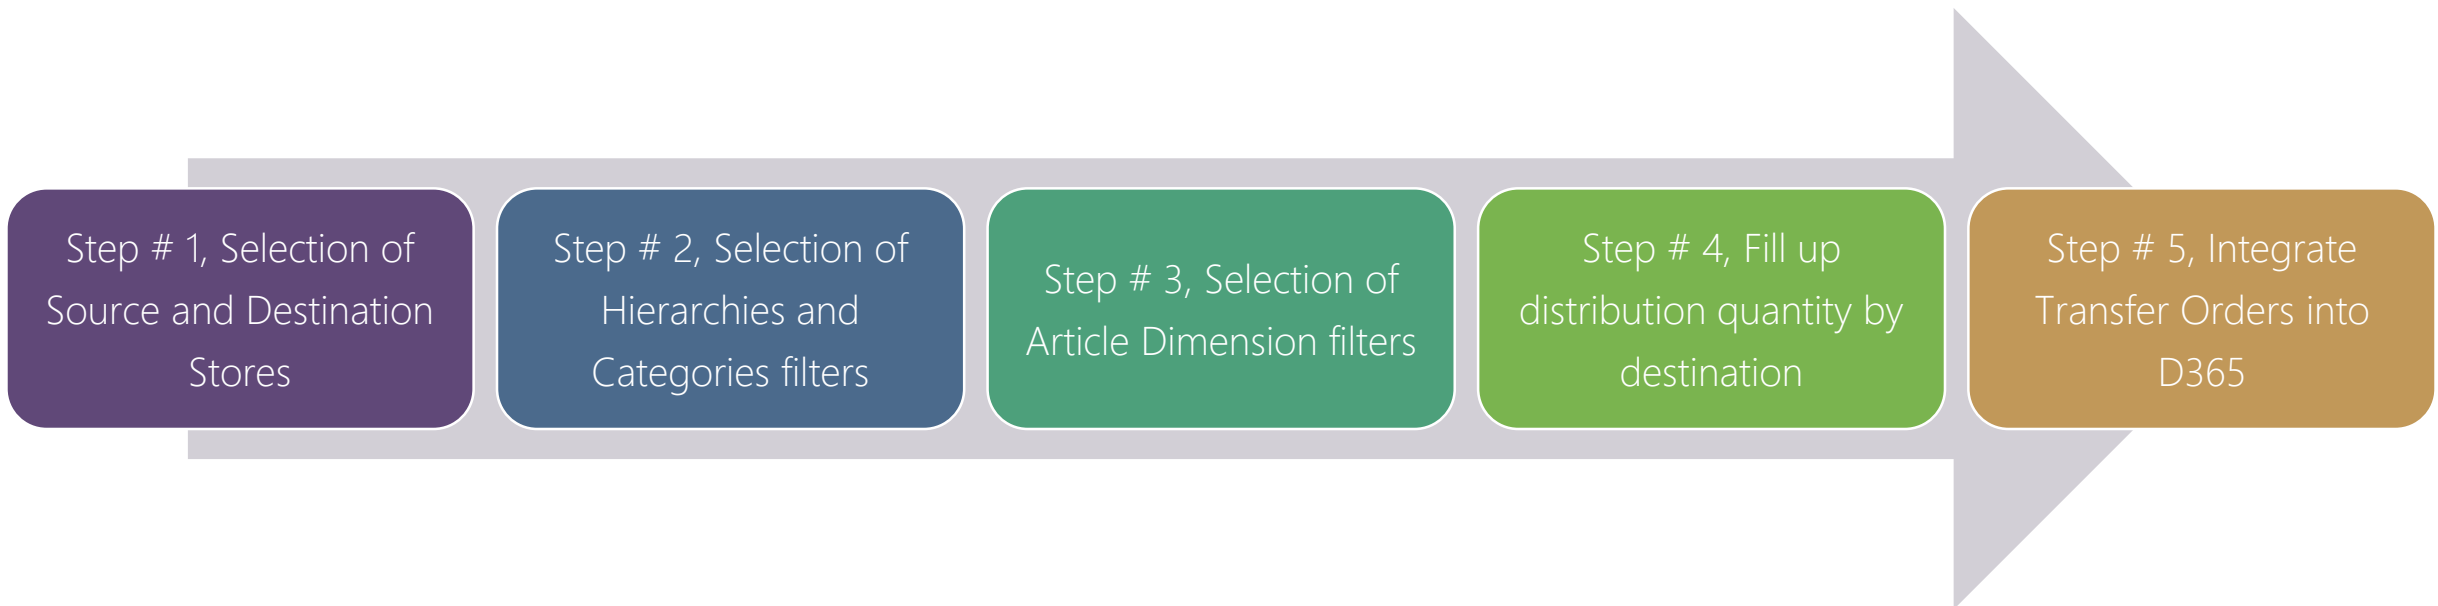 Step # 1, Selection of
Source and Destination
Stores
Step # 2, Selection of
Hierarchies and
Categories filters
Step # 3, Selection of
Article Dimension filters
Step # 4, Fill up
distribution quantity by
destination
Step # 5, Integrate
Transfer Orders into
D365